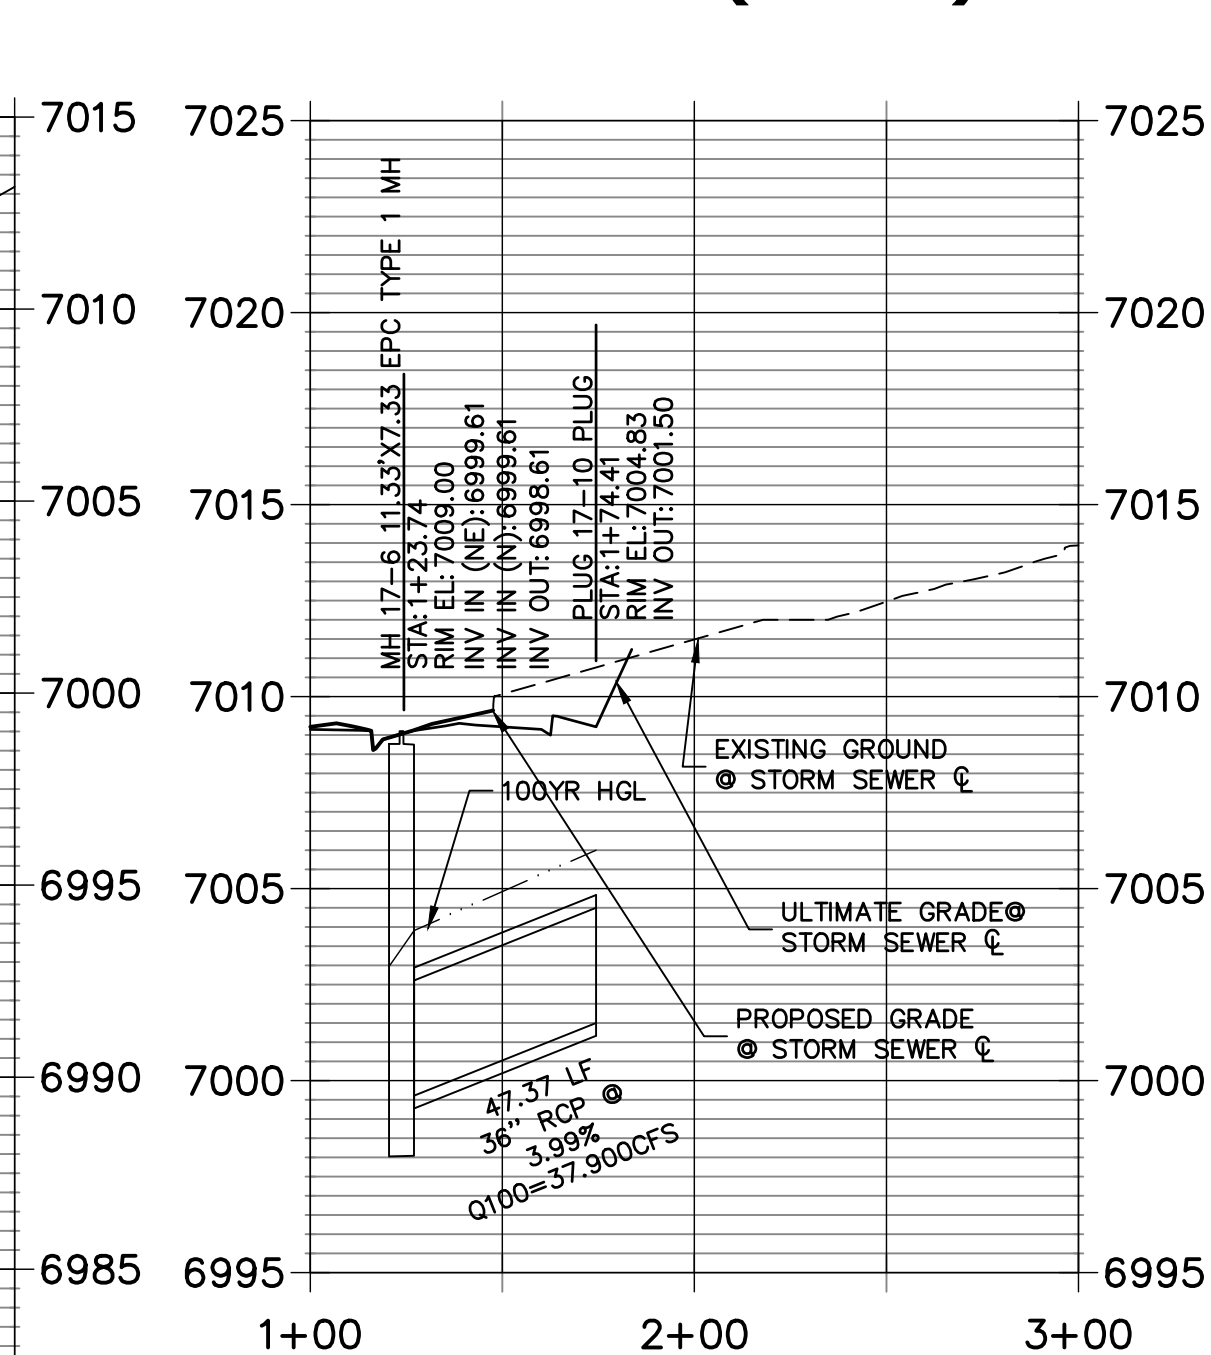 7015
7010
7005
7000
6995
6990
6985
7025
7020
7015
7010
7005
7000
6995
MH 17-6 11.33'X7.33 EPC TYPE 1 MH
STA:1+23.74
RIM EL:7009.00
INV IN (NE):6999.61
INV IN (N):6999.61
INV OUT:6998.61
PLUG 17-10 PLUG
STA:1+74.41
RIM EL:7004.83
INV OUT:7001.50
EXISTING GROUND
@ STORM SEWER ℄
100YR HGL
ULTIMATE GRADE@
STORM SEWER ℄
PROPOSED GRADE
@ STORM SEWER ℄
47.37 LF
36" RCP @
3.99%
Q100=37.900CFS
7025
7020
7015
7010
7005
7000
6995
1+00
2+00
3+00